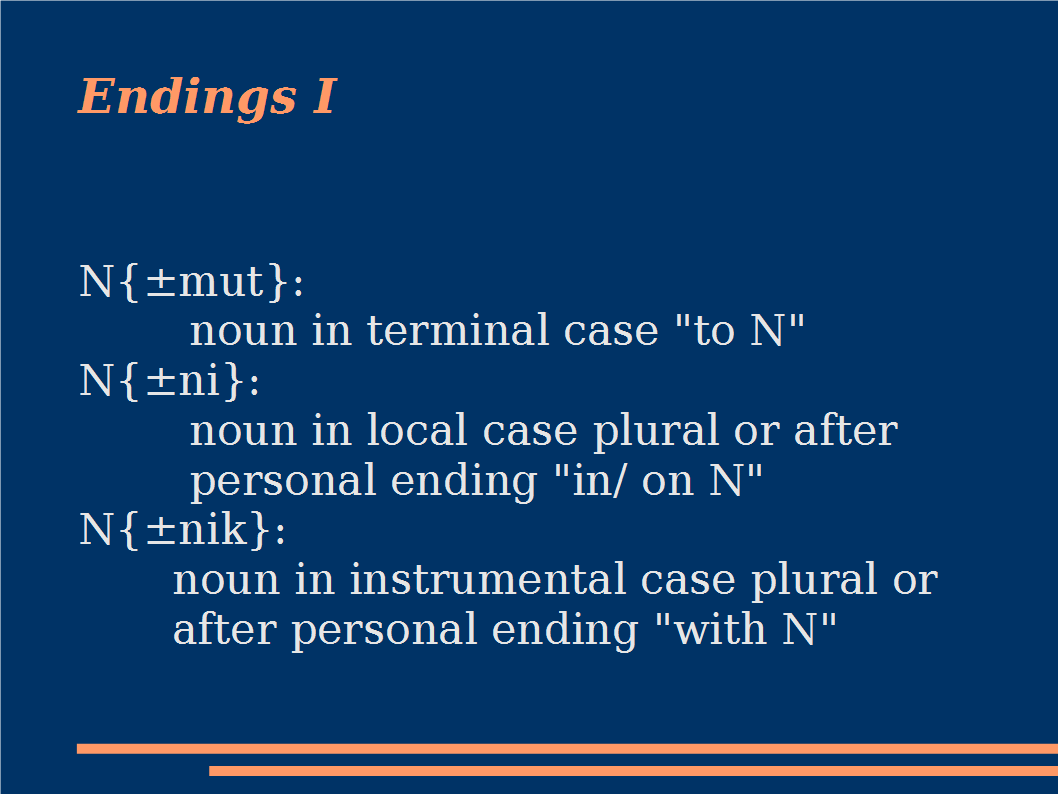 Endings I
N{±mut}:
noun in terminal case "to N"
N{±ni}:
noun in local case plural or after
personal ending "in/ on N"
N{±nik}:
noun in instrumental case plural or
after personal ending "with N"